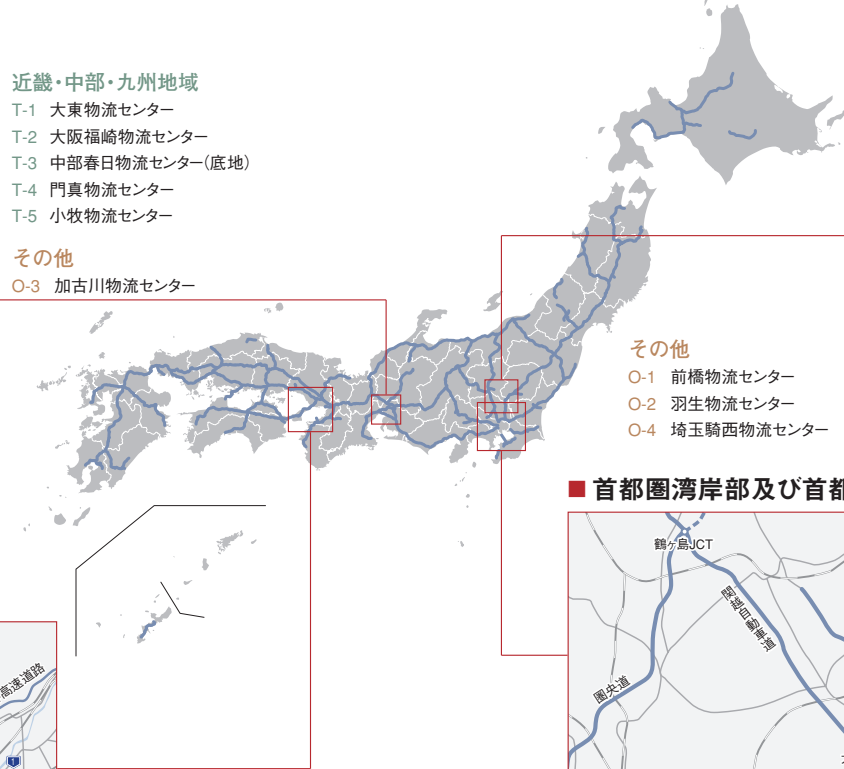 近畿・中部・九州地域
T-1 大東物流センター
T-2 大阪福崎物流センター
T-3 中部春日物流センター(底地)
T-4 門真物流センター
T-5 小牧物流センター
その他
O-3 加古川物流センター
その他
O-1 前橋物流センター
O-2 羽生物流センター
O-4 埼玉騎西物流センター
■ 首都圏湾岸部及び首都
鶴ヶ島JCT
関越自動車道
圏央道
高速道路
1